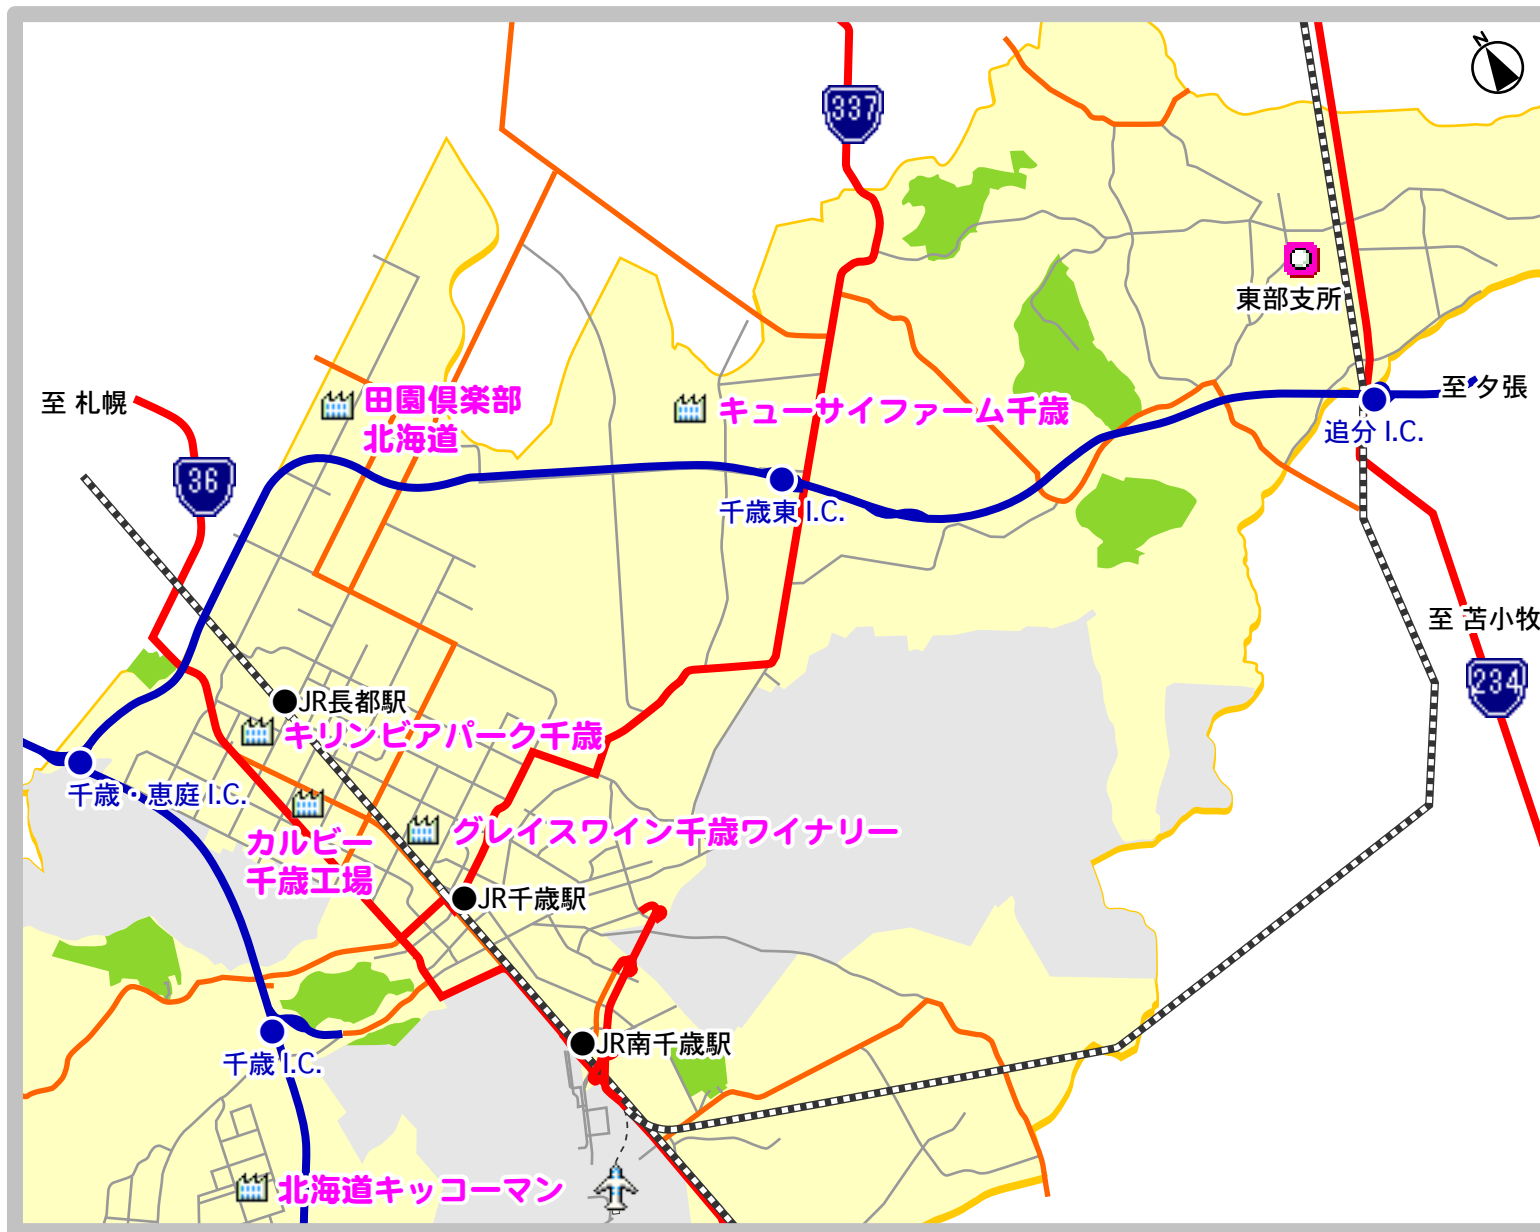 N
337
東部支所
至 札幌
田園倶楽部
北海道
キューサイファーム千歳
至 夕張
追分 I.C.
36
千歳東 I.C.
至 苫小牧
234
JR長都駅
キリンビアパーク千歳
千歳・恵庭 I.C.
カルビー
千歳工場
グレイスワイン千歳ワイナリー
JR千歳駅
JR南千歳駅
千歳 I.C.
北海道キッコーマン